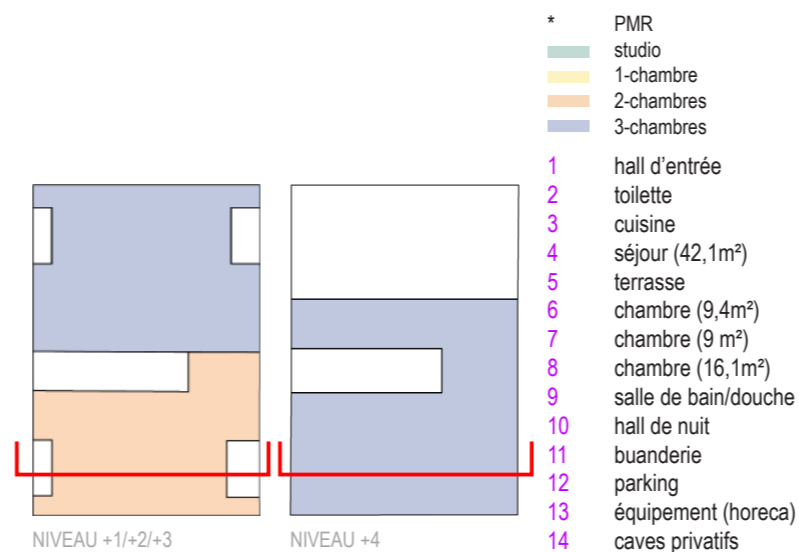 * PMR
studio
1-chambre
2-chambres
3-chambres
1 hall d'entrée
2 toilette
3 cuisine
4 séjour (42,1m²)
5 terrasse
6 chambre (9,4m²)
7 chambre (9 m²)
8 chambre (16,1m²)
9 salle de bain/douche
10 hall de nuit
11 buanderie
12 parking
13 équipement (horeca)
14 caves privatifs
NIVEAU +1/+2/+3
NIVEAU +4